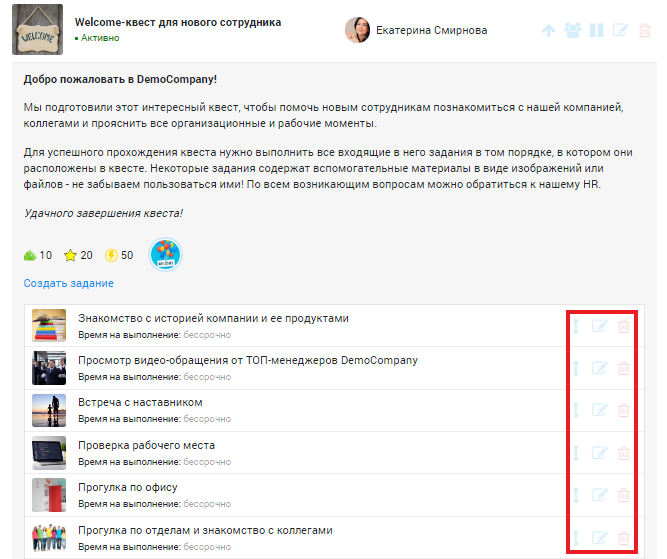 WELCOME
Welcome-квест для нового сотрудника
• Активно
Екатерина Смирнова
Добро пожаловать в DemoCompany!
Мы подготовили этот интересный квест, чтобы помочь новым сотрудникам познакомиться с нашей компанией,
коллегами и прояснить все организационные и рабочие моменты.
Для успешного прохождения квеста нужно выполнить все входящие в него задания в том порядке, в котором они
расположены в квесте. Некоторые задания содержат вспомогательные материалы в виде изображений или
файлов - не забываем пользоваться ими! По всем возникающим вопросам можно обратиться к нашему HR.
Удачного завершения квеста!
10 20 50
Создать задание
Знакомство с историей компании и ее продуктами
Время на выполнение: бессрочно
Просмотр видео-обращения от ТОП-менеджеров DemoCompany
Время на выполнение: бессрочно
Встреча с наставником
Время на выполнение: бессрочно
Проверка рабочего места
Время на выполнение: бессрочно
Прогулка по офису
Время на выполнение: бессрочно
Прогулка по отделам и знакомство с коллегами
Время на выполнение: бессрочно